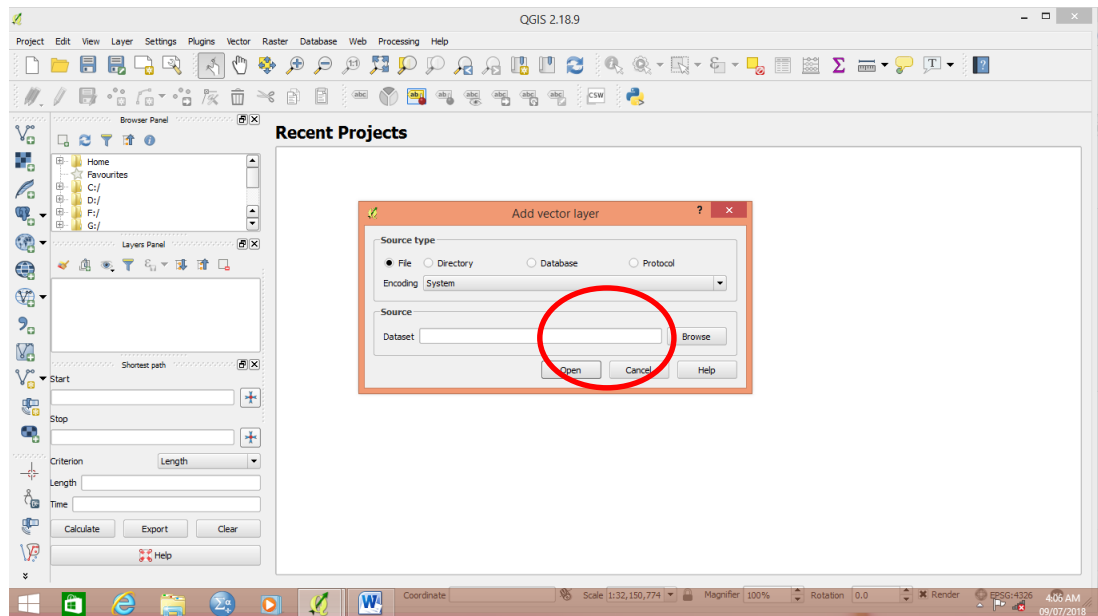 QGIS 2.18.9
Project Edit View Layer Settings Plugins Vector Raster Database Web Processing Help
Browser Panel
Home
Favourites
C:/
D:/
F:/
G:/
Layers Panel
Shortest path
Start
Stop
Criterion Length
Length
Time
Calculate Export Clear
Help
Recent Projects
Add vector layer
Source type
File Directory Database Protocol
Encoding System
Source
Dataset Browse
Open Cancel Help
Coordinate Scale 1:32,150,774 Magnifier 100% Rotation 0.0 Render EPSG:4326
4:06 AM
09/07/2018